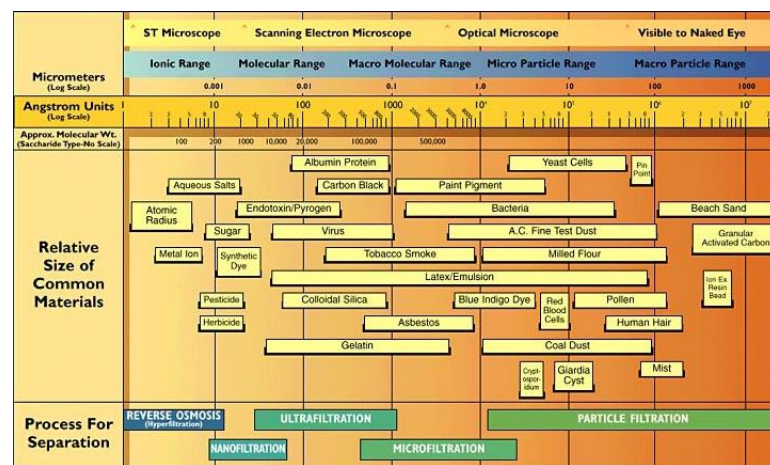 ST Microscope Scanning Electron Microscope Optical Microscope Visible to Naked Eye
Ionic Range Molecular Range Macro Molecular Range Micro Particle Range Macro Particle Range
Micrometers
(Log Scale)
0.001 0.01 0.1 1.0 10 100 1000
Angstrom Units
(Log Scale)
1 10 100 1000 10⁴ 10⁵ 10⁶ 10⁷
Approx. Molecular Wt.
(Saccharide Type-No Scale)
100 200 1000 10,000 20,000 100,000 500,000
Relative
Size of
Common
Materials
Albumin Protein Yeast Cells Pin
Point
Aqueous Salts Carbon Black Paint Pigment
Atomic
Radius
Endotoxin/Pyrogen Bacteria Beach Sand
Sugar Virus A.C. Fine Test Dust Granular
Activated Carbon
Metal Ion Synthetic
Dye
Tobacco Smoke Milled Flour
Latex/Emulsion Ion Ex.
Resin
Bead
Pesticide Colloidal Silica Blue Indigo Dye Red
Blood
Cells
Pollen
Herbicide Asbestos Human Hair
Gelatin Coal Dust
Crypt-
osporidium
Giardia
Cyst
Mist
Process For
Separation
REVERSE OSMOSIS
(Hyperfiltration)
ULTRAFILTRATION PARTICLE FILTRATION
NANOFILTRATION MICROFILTRATION